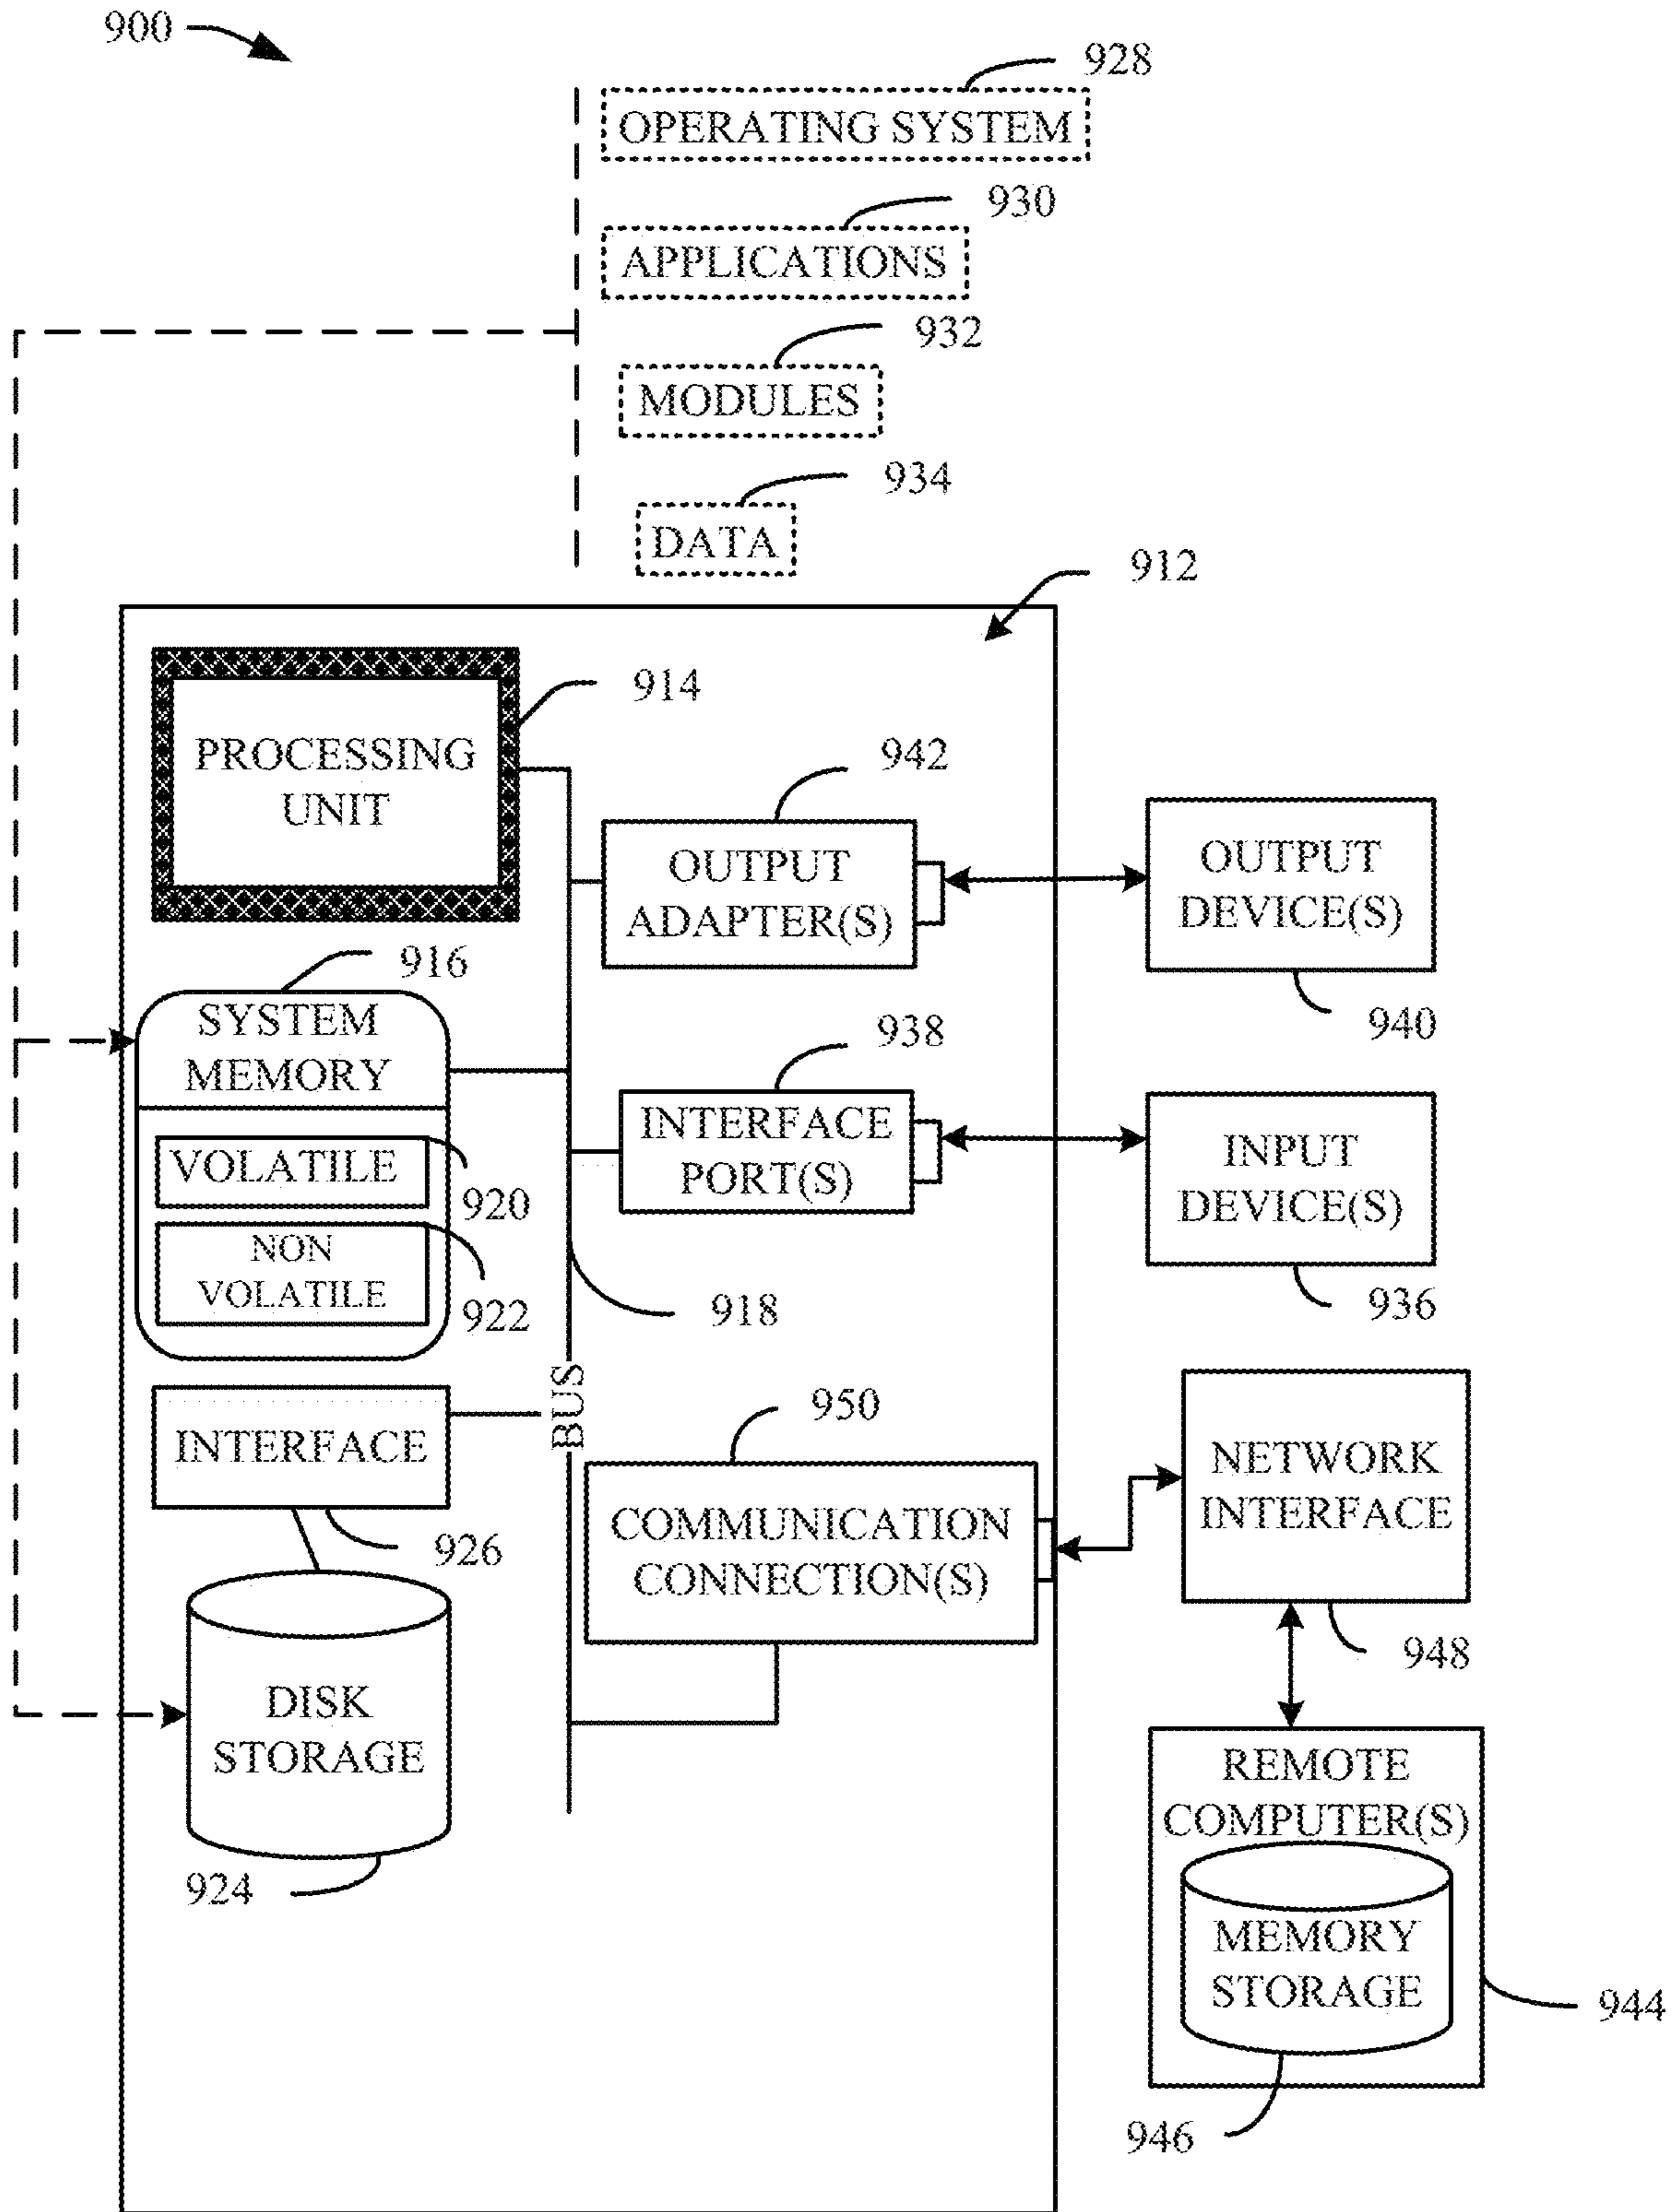 900
928
OPERATING SYSTEM
930
APPLICATIONS
932
MODULES
934
DATA
912
914
PROCESSING
UNIT
942
OUTPUT
ADAPTER(S)
OUTPUT
DEVICE(S)
940
916
SYSTEM
MEMORY
938
INTERFACE
PORT(S)
INPUT
DEVICE(S)
936
VOLATILE
920
NON
VOLATILE
922
918
BUS
INTERFACE
926
950
COMMUNICATION
CONNECTION(S)
NETWORK
INTERFACE
948
DISK
STORAGE
924
REMOTE
COMPUTER(S)
MEMORY
STORAGE
944
946